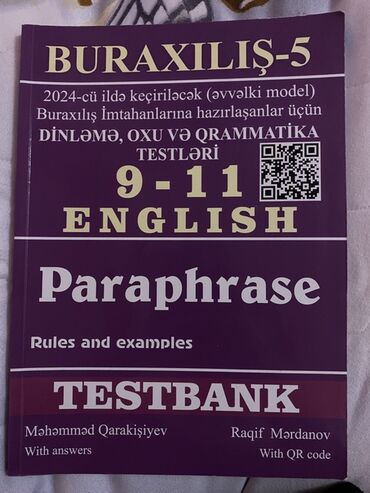 BURAXILIŞ-5
2024-cü ildə keçiriləcək (əvvəlki model)
Buraxılış İmtahanlarına hazırlaşanlar üçün
DİNLƏMƏ, OXU VƏ QRAMMATİKA
TESTLƏRİ
9 - 11
ENGLISH
Paraphrase
Rules and examples
TESTBANK
Məhəmməd Qarakişiyev
Raqif Mərdanov
With answers
With QR code